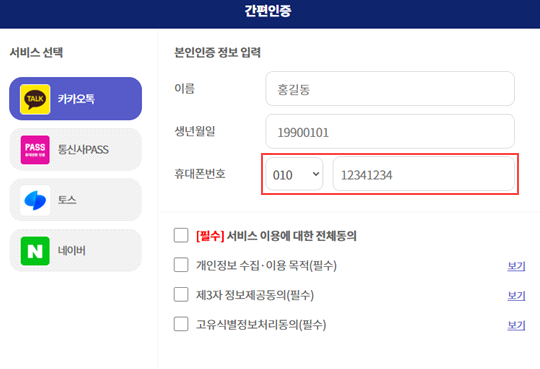 간편인증
서비스 선택
TALK
카카오톡
PASS
통신사PASS
토스
N
네이버
본인인증 정보 입력
이름
홍길동
생년월일
19900101
휴대폰번호
010
12341234
[필수] 서비스 이용에 대한 전체동의
개인정보 수집·이용 목적(필수) 보기
제3자 정보제공동의(필수) 보기
고유식별정보처리동의(필수) 보기